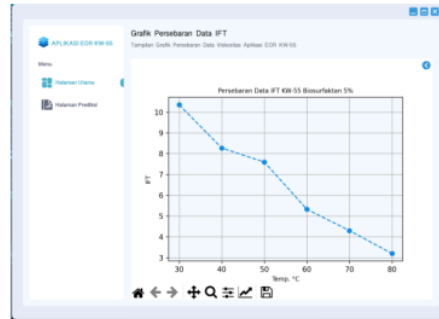 Grafik Persebaran Data IFT
Tampilan Grafik Persebaran Data Viskositas Aplikasi EOR KW-55
APLIKASI EOR KW-55
Menu
Halaman Utama
Halaman Prediksi
Persebaran Data IFT KW-55 Biosurfaktan 5%
10
9
8
7
6
5
4
3
IFT
30 40 50 60 70 80
Temp. °C